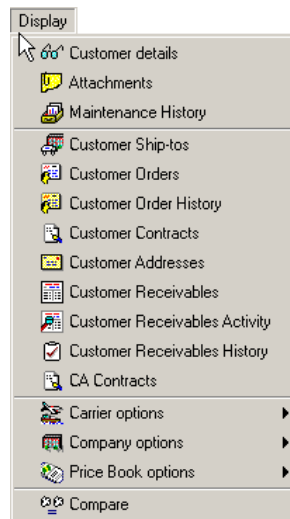 Display
Customer details
Attachments
Maintenance History
Customer Ship-tos
Customer Orders
Customer Order History
Customer Contracts
Customer Addresses
Customer Receivables
Customer Receivables Activity
Customer Receivables History
CA Contracts
Carrier options
Company options
Price Book options
Compare